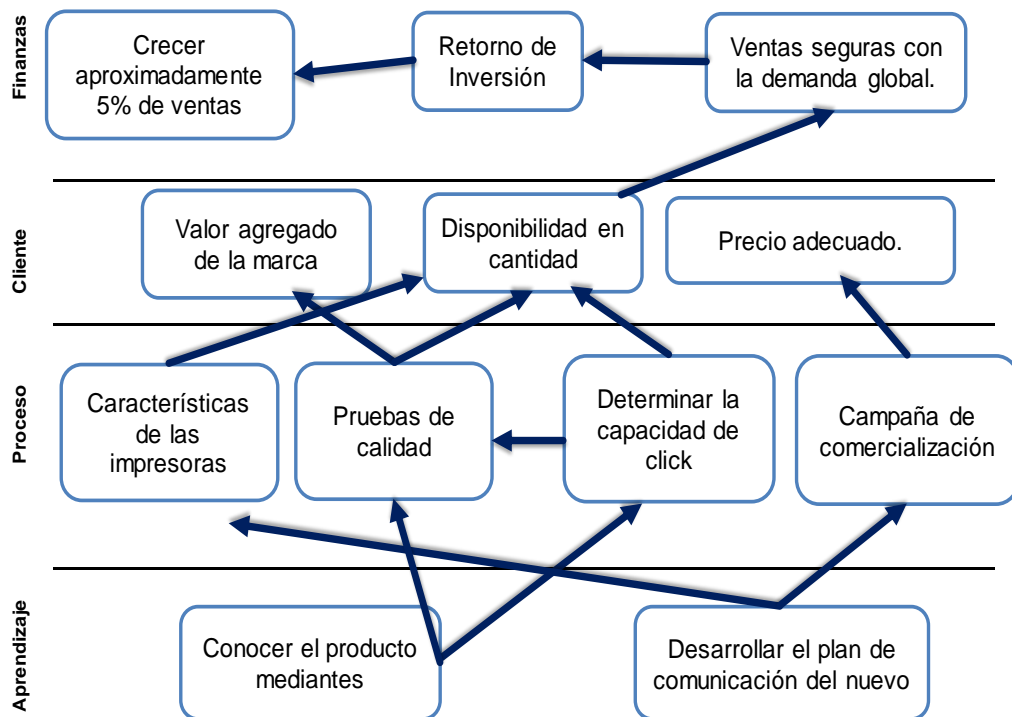 Finanzas
Crecer
aproximadamente
5% de ventas
Retorno de
Inversión
Ventas seguras con
la demanda global.
Cliente
Valor agregado
de la marca
Disponibilidad en
cantidad
Precio adecuado.
Proceso
Características
de las
impresoras
Pruebas de
calidad
Determinar la
capacidad de
click
Campaña de
comercialización
Aprendizaje
Conocer el producto
mediantes
Desarrollar el plan de
comunicación del nuevo